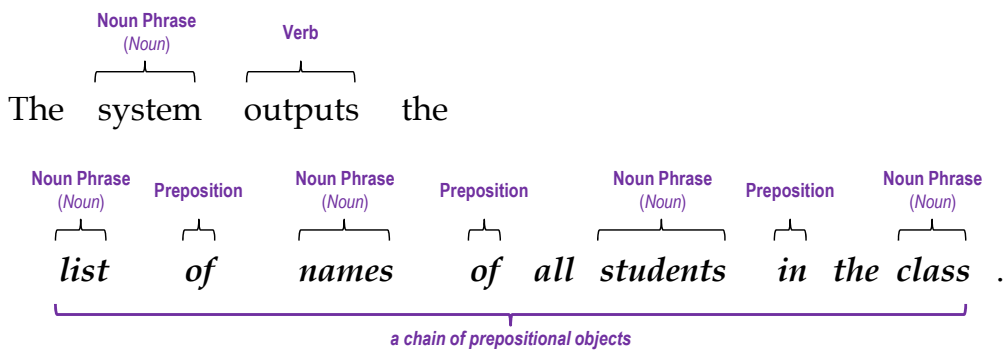 Noun Phrase Verb
(Noun)
The system outputs the
Noun Phrase Preposition Noun Phrase Preposition Noun Phrase Preposition Noun Phrase
(Noun) (Noun) (Noun) (Noun)
list of names of all students in the class .
a chain of prepositional objects